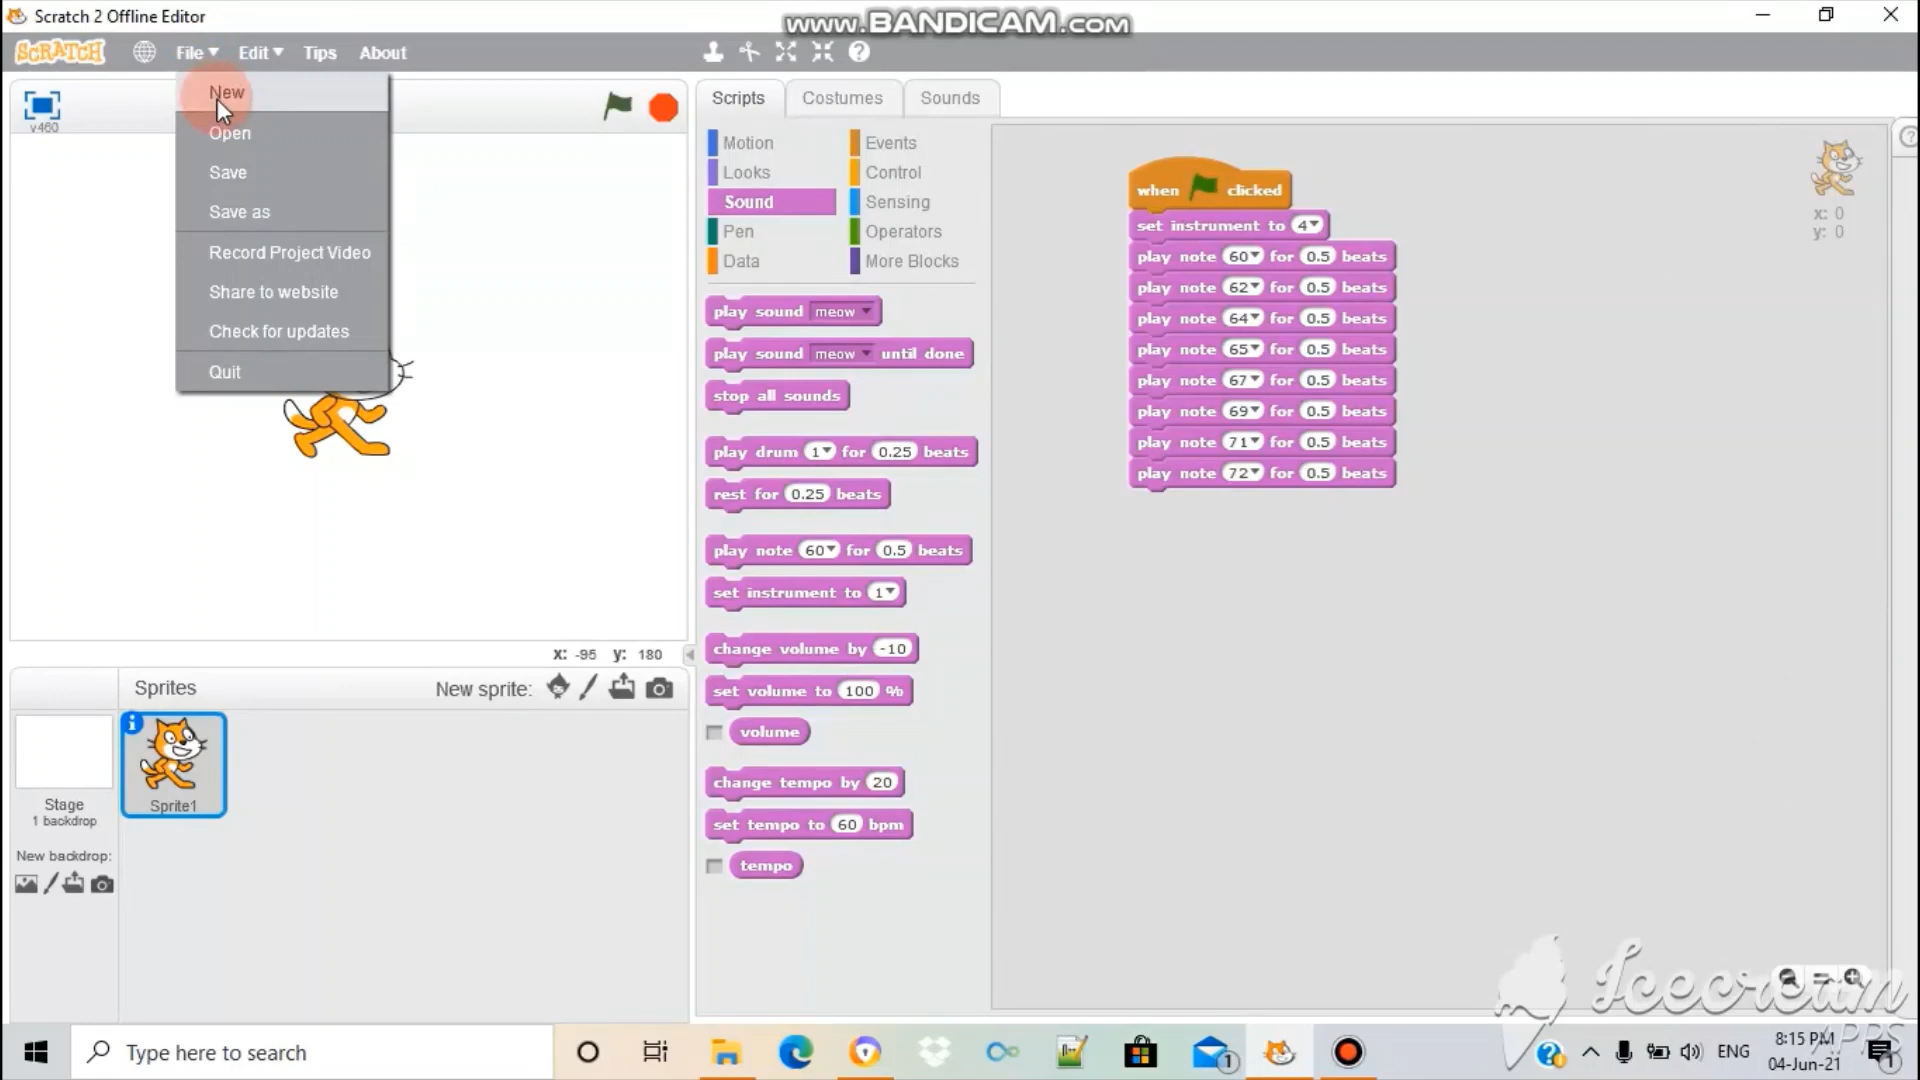 Scratch 2 Offline Editor
www.BANDICAM.com
SCRATCH
File
Edit
Tips
About
New
Open
Save
Save as
Record Project Video
Share to website
Check for updates
Quit
v460
Scripts
Costumes
Sounds
Motion
Looks
Sound
Pen
Data
Events
Control
Sensing
Operators
More Blocks
play sound meow
play sound meow until done
stop all sounds
play drum 1 for 0.25 beats
rest for 0.25 beats
play note 60 for 0.5 beats
set instrument to 1
change volume by -10
set volume to 100 %
volume
change tempo by 20
set tempo to 60 bpm
tempo
when clicked
set instrument to 4
play note 60 for 0.5 beats
play note 62 for 0.5 beats
play note 64 for 0.5 beats
play note 65 for 0.5 beats
play note 67 for 0.5 beats
play note 69 for 0.5 beats
play note 71 for 0.5 beats
play note 72 for 0.5 beats
x: 0
y: 0
x: -95 y: 180
Sprites
New sprite:
Stage
1 backdrop
New backdrop:
Sprite1
Icecream
APPS
Type here to search
1
ENG
8:15 PM
04-Jun-21
1